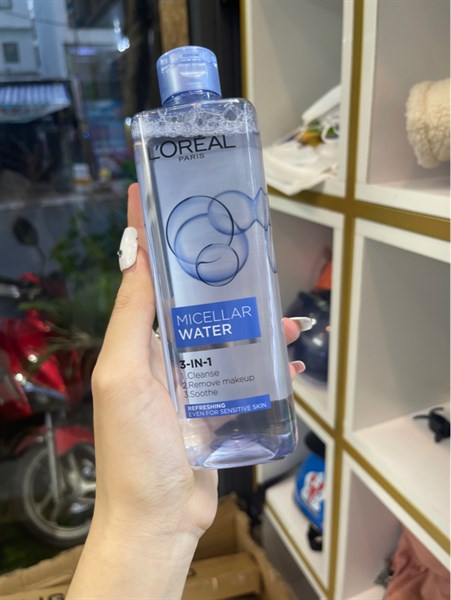 L'ORÉAL
PARIS
MICELLAR
WATER
3-IN-1
1.Cleanse
2.Remove makeup
3.Soothe
REFRESHING
EVEN FOR SENSITIVE SKIN